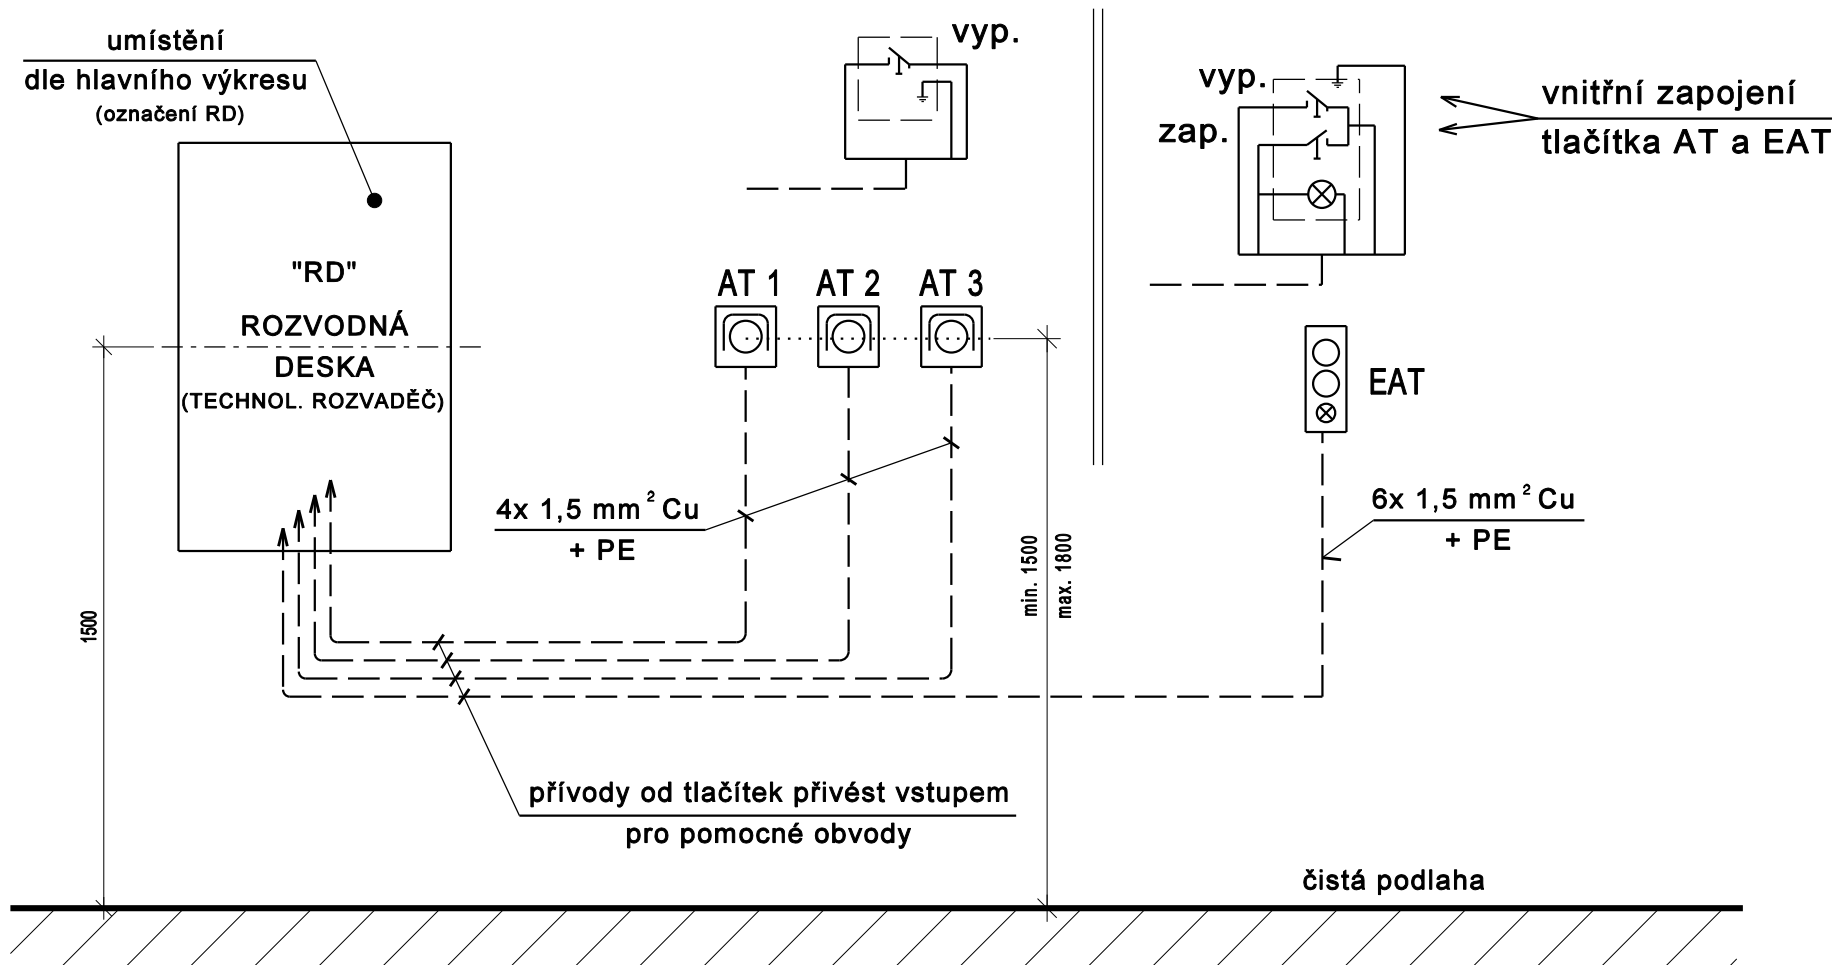 umístění
dle hlavního výkresu
(označení RD)
"RD"
ROZVODNÁ
DESKA
(TECHNOL. ROZVADĚČ)
1500
vyp.
AT 1
AT 2
AT 3
4x 1,5 mm² Cu
+ PE
min. 1500
max. 1800
přívody od tlačítek přivést vstupem
pro pomocné obvody
vyp.
zap.
vnitřní zapojení
tlačítka AT a EAT
EAT
6x 1,5 mm² Cu
+ PE
čistá podlaha